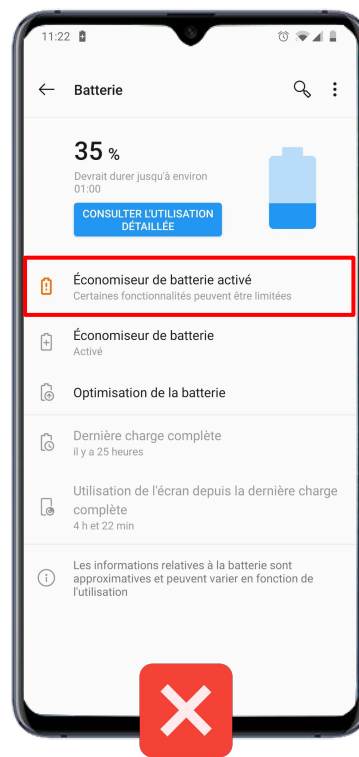 11:22
Batterie
35 %
Devrait durer jusqu'à environ
01:00
CONSULTER L'UTILISATION
DÉTAILLÉE
Économiseur de batterie activé
Certaines fonctionnalités peuvent être limitées
Économiseur de batterie
Activé
Optimisation de la batterie
Dernière charge complète
il y a 25 heures
Utilisation de l'écran depuis la dernière charge
complète
4 h et 22 min
Les informations relatives à la batterie sont
approximatives et peuvent varier en fonction de
l'utilisation